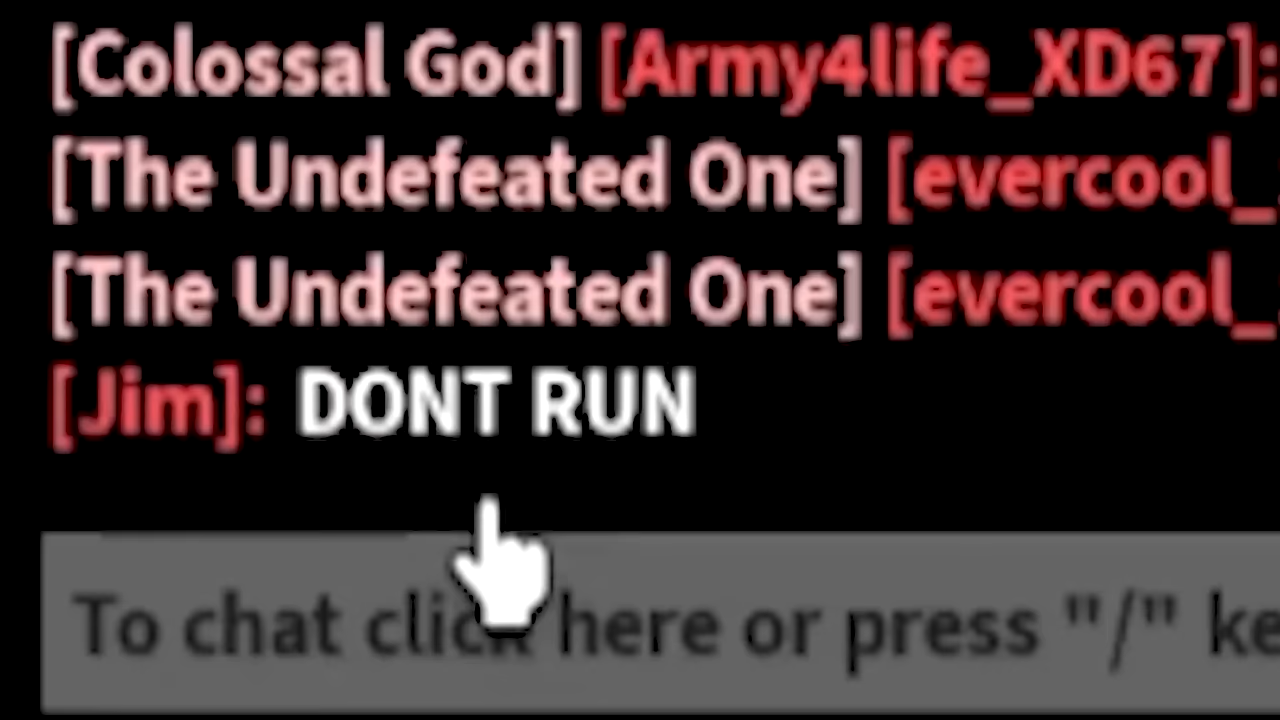 [Colossal God] [Army4life_XD67]:
[The Undefeated One] [evercool_
[The Undefeated One] [evercool_
[Jim]: DONT RUN
To chat click here or press "/" ke